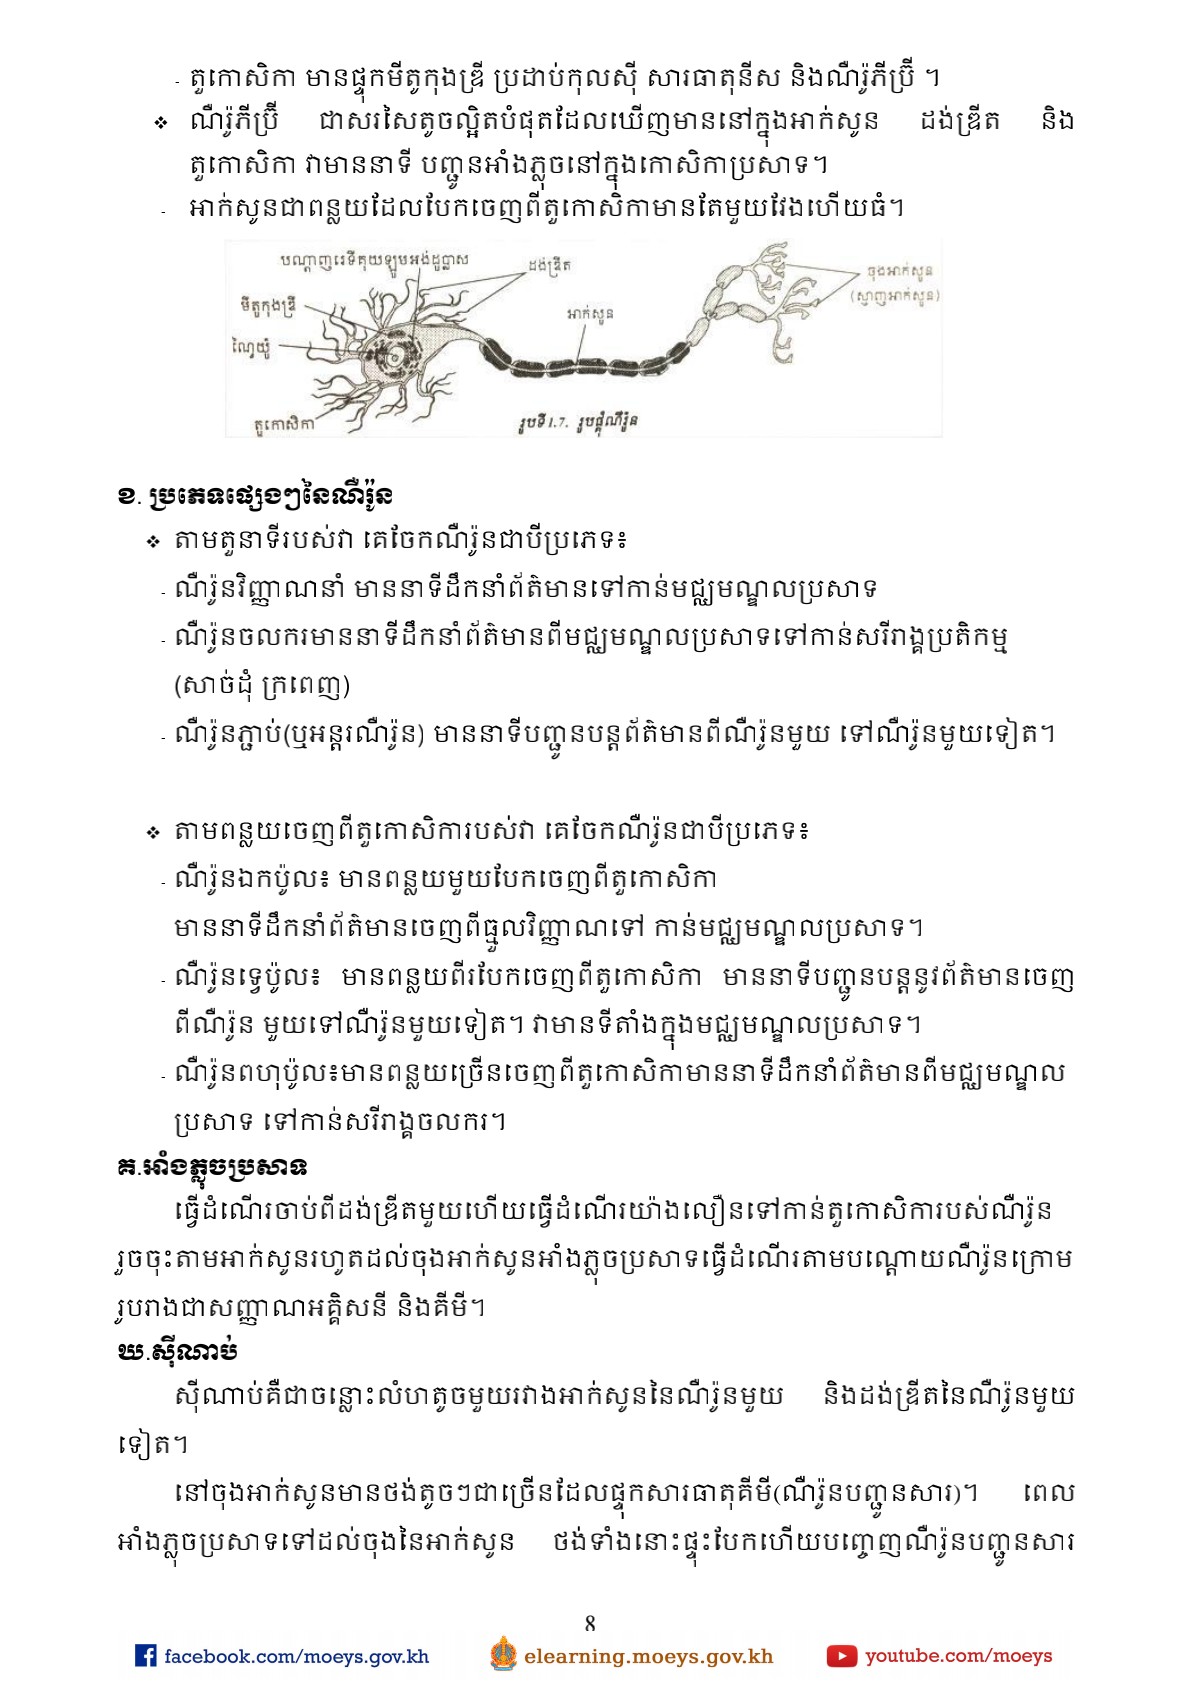 - តួកោសិកា មានផ្ទុកមីតូកុងឌ្រី ប្រដាប់កុលស៊ី សារធាតុនីស និងណឺរ៉ូភីប្រ៊ី ។
❖ ណឺរ៉ូភីប្រ៊ី ជាសរសៃតូចល្អិតបំផុតដែលឃើញមាននៅក្នុងអាក់សូន ដង់ឌ្រីត និង
តួកោសិកា វាមាននាទី បញ្ជូនអាំងភ្លុចនៅក្នុងកោសិកាប្រសាទ។
- អាក់សូនជាពន្លយដែលបែកចេញពីតួកោសិកាមានតែមួយវែងហើយធំ។
បណ្តាញរេទីគុយឡូមអង់ដូប្លាស
ដង់ឌ្រីត
ចុងអាក់សូន
(ស្មាញអាក់សូន)
មីតូកុងឌ្រី
អាក់សូន
ណ្វៃយ៉ូ
តួកោសិកា
រូបទី1.7. រូបផ្គុំណឺរ៉ូន
ខ. ប្រភេទផ្សេងៗនៃណឺរ៉ូន
❖ តាមតួនាទីរបស់វា គេចែកណឺរ៉ូនជាបីប្រភេទ៖
- ណឺរ៉ូនវិញ្ញាណនាំ មាននាទីដឹកនាំព័ត៌មានទៅកាន់មជ្ឈមណ្ឌលប្រសាទ
- ណឺរ៉ូនចលករមាននាទីដឹកនាំព័ត៌មានពីមជ្ឈមណ្ឌលប្រសាទទៅកាន់សរីរាង្គប្រតិកម្ម
(សាច់ដុំ ក្រពេញ)
- ណឺរ៉ូនភ្ជាប់(ឬអន្តរណឺរ៉ូន) មាននាទីបញ្ជូនបន្តព័ត៌មានពីណឺរ៉ូនមួយ ទៅណឺរ៉ូនមួយទៀត។
❖ តាមពន្លយចេញពីតួកោសិការបស់វា គេចែកណឺរ៉ូនជាបីប្រភេទ៖
- ណឺរ៉ូនឯកប៉ូល៖ មានពន្លយមួយបែកចេញពីតួកោសិកា
មាននាទីដឹកនាំព័ត៌មានចេញពីធ្មួលវិញ្ញាណទៅ កាន់មជ្ឈមណ្ឌលប្រសាទ។
- ណឺរ៉ូនទ្វេប៉ូល៖ មានពន្លយពីរបែកចេញពីតួកោសិកា មាននាទីបញ្ជូនបន្តនូវព័ត៌មានចេញ
ពីណឺរ៉ូន មួយទៅណឺរ៉ូនមួយទៀត។ វាមានទីតាំងក្នុងមជ្ឈមណ្ឌលប្រសាទ។
- ណឺរ៉ូនពហុប៉ូល៖មានពន្លយច្រើនចេញពីតួកោសិកាមាននាទីដឹកនាំព័ត៌មានពីមជ្ឈមណ្ឌល
ប្រសាទ ទៅកាន់សរីរាង្គចលករ។
គ.អាំងភ្លុចប្រសាទ
ធ្វើដំណើរចាប់ពីដង់ឌ្រីតមួយហើយធ្វើដំណើរយ៉ាងលឿនទៅកាន់តួកោសិការបស់ណឺរ៉ូន
រួចចុះតាមអាក់សូនរហូតដល់ចុងអាក់សូនអាំងភ្លុចប្រសាទធ្វើដំណើរតាមបណ្តោយណឺរ៉ូនក្រោម
រូបរាងជាសញ្ញាណអគ្គិសនី និងគីមី។
ឃ.ស៊ីណាប់
ស៊ីណាប់គឺជាចន្លោះលំហតូចមួយរវាងអាក់សូននៃណឺរ៉ូនមួយ និងដង់ឌ្រីតនៃណឺរ៉ូនមួយ
ទៀត។
នៅចុងអាក់សូនមានថង់តូចៗជាច្រើនដែលផ្ទុកសារធាតុគីមី(ណឺរ៉ូនបញ្ជូនសារ)។ ពេល
អាំងភ្លុចប្រសាទទៅដល់ចុងនៃអាក់សូន ថង់ទាំងនោះផ្ទុះបែកហើយបញ្ចេញណឺរ៉ូនបញ្ជូនសារ
8
facebook.com/moeys.gov.kh elearning.moeys.gov.kh youtube.com/moeys